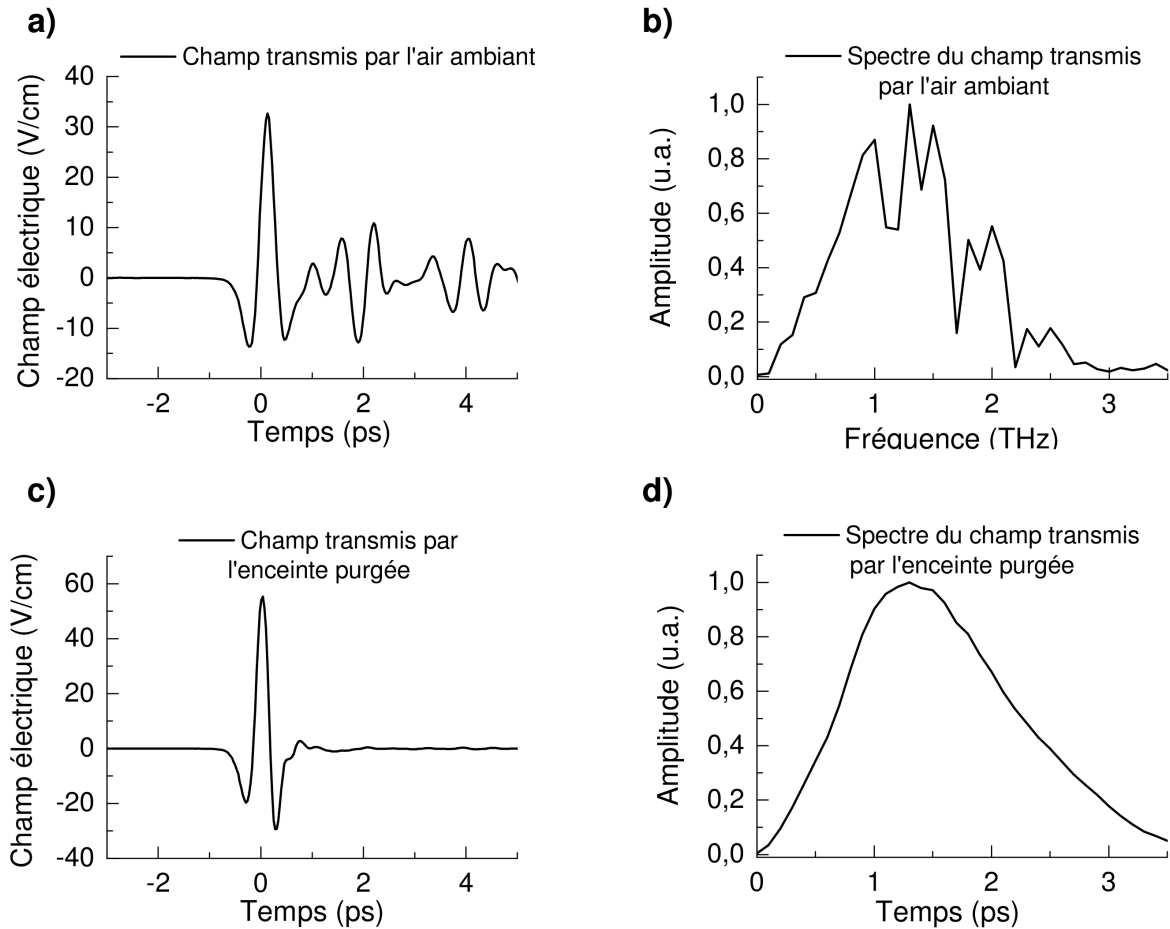 a)
Champ transmis par l'air ambiant
Champ électrique (V/cm)
40
30
20
10
0
-10
-20
-2
0
2
4
Temps (ps)
b)
Spectre du champ transmis
par l'air ambiant
Amplitude (u.a.)
1,0
0,8
0,6
0,4
0,2
0,0
0
1
2
3
Fréquence (THz)
c)
Champ transmis par
l'enceinte purgée
Champ électrique (V/cm)
60
40
20
0
-20
-40
-2
0
2
4
Temps (ps)
d)
Spectre du champ transmis
par l'enceinte purgée
Amplitude (u.a.)
1,0
0,8
0,6
0,4
0,2
0,0
0
1
2
3
Temps (ps)